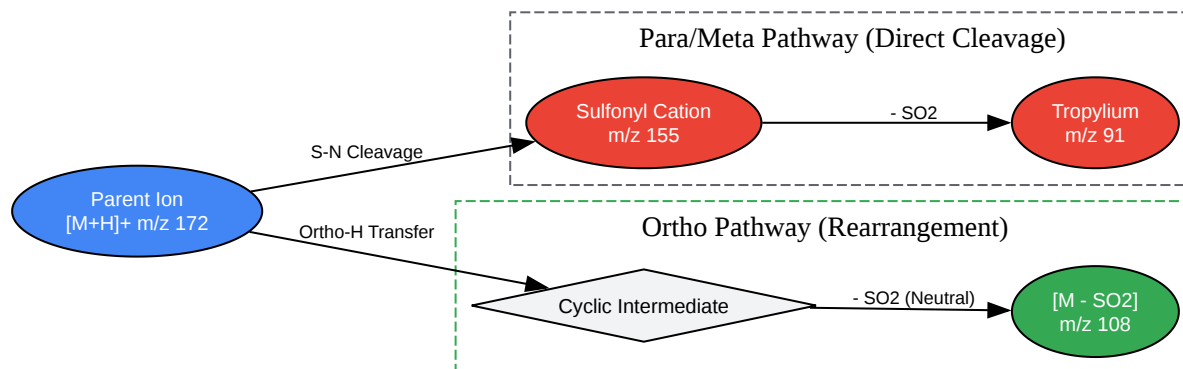 Para/Meta Pathway (Direct Cleavage)
Sulfonyl Cation
m/z 155
- SO2
Tropylium
m/z 91
S-N Cleavage
Parent Ion
[M+H]+ m/z 172
Ortho-H Transfer
Ortho Pathway (Rearrangement)
Cyclic Intermediate
- SO2 (Neutral)
[M - SO2]
m/z 108